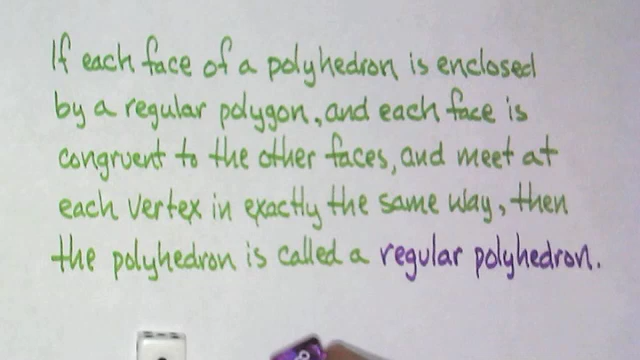 If each face of a polyhedron is enclosed
by a regular polygon, and each face is
congruent to the other faces, and meet at
each vertex in exactly the same way, then
the polyhedron is called a regular polyhedron.